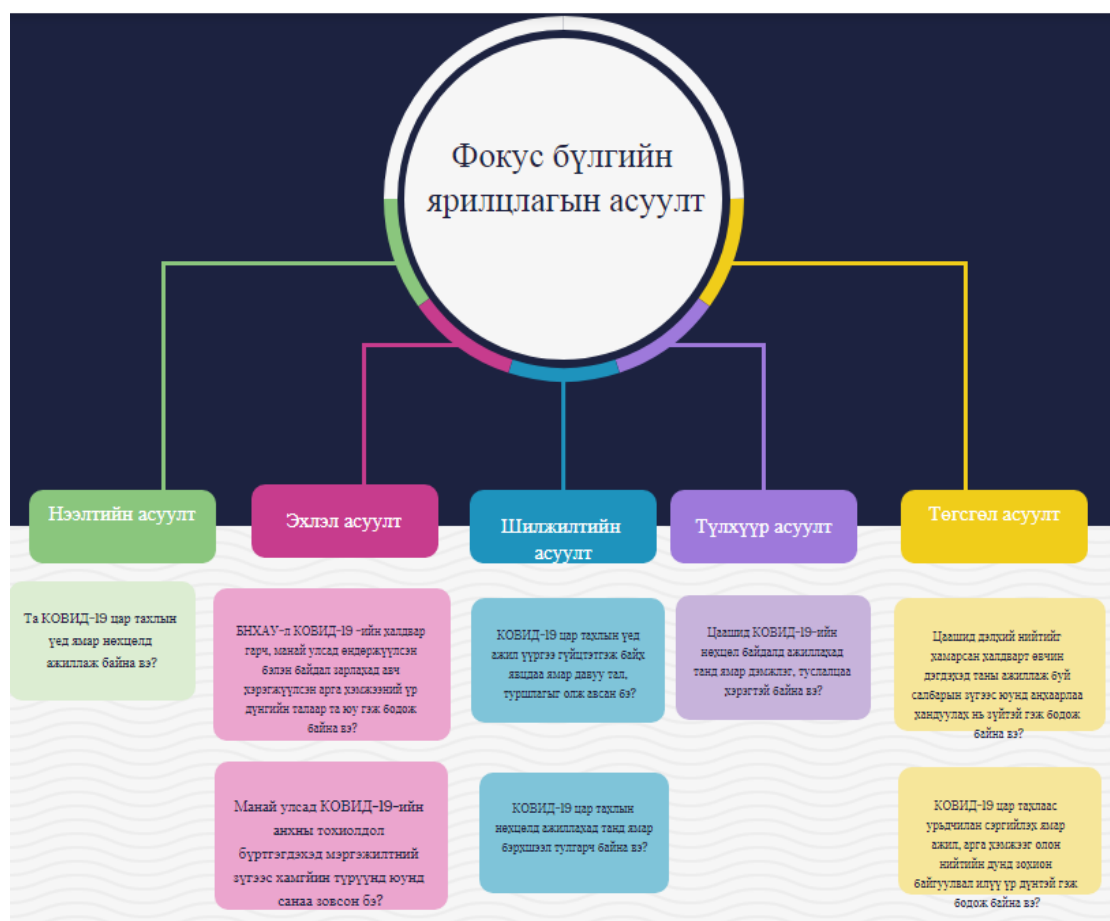 Фокус бүлгийн
ярилцлагын асуулт
Нээлтийн асуулт
Та КОВИД-19 цар тахлын
үед ямар нөхцөлд
ажиллаж байна вэ?
Эхлэл асуулт
БНХАУ-л КОВИД-19 -ийн халдвар
гарч, манай улсад өндөржүүлсэн
бэлэн байдал зарлахад авч
хэрэгжүүлсэн арга хэмжээний үр
дүнгийн талаар та юу гэж бодож
байна вэ?
Манай улсад КОВИД-19-ийн
анхны тохиолдол
бүртгэгдэхэд мэргэжилтний
зүгээс хамгийн түрүүнд юунд
санаа зовсон бэ?
Шилжилтийн
асуулт
КОВИД-19 цар тахлын үед
ажил үүргээ гүйцэтгэж байх
явцдаа ямар давуу тал,
туршлагыг олж авсан бэ?
КОВИД-19 цар тахлын
нөхцөлд ажиллахад танд ямар
бэрхшээл тулгарч байна вэ?
Түлхүүр асуулт
Цаашид КОВИД-19-ийн
нөхцөл байдалд ажиллахад
танд ямар дэмжлэг, туслалцаа
хэрэгтэй байна вэ?
Төгсгөл асуулт
Цаашид дэлхий нийтийг
хамарсан халдварт өвчин
дэгдэхэд таны ажиллаж буй
салбарын зүгээс юунд анхаарлаа
хандуулах нь зүйтэй гэж бодож
байна вэ?
КОВИД-19 цар тахлаас
урьдчилан сэргийлэх ямар
ажил, арга хэмжээг олон
нийтийн дунд зохион
байгуулвал илүү үр дүнтэй гэж
бодож байна вэ?